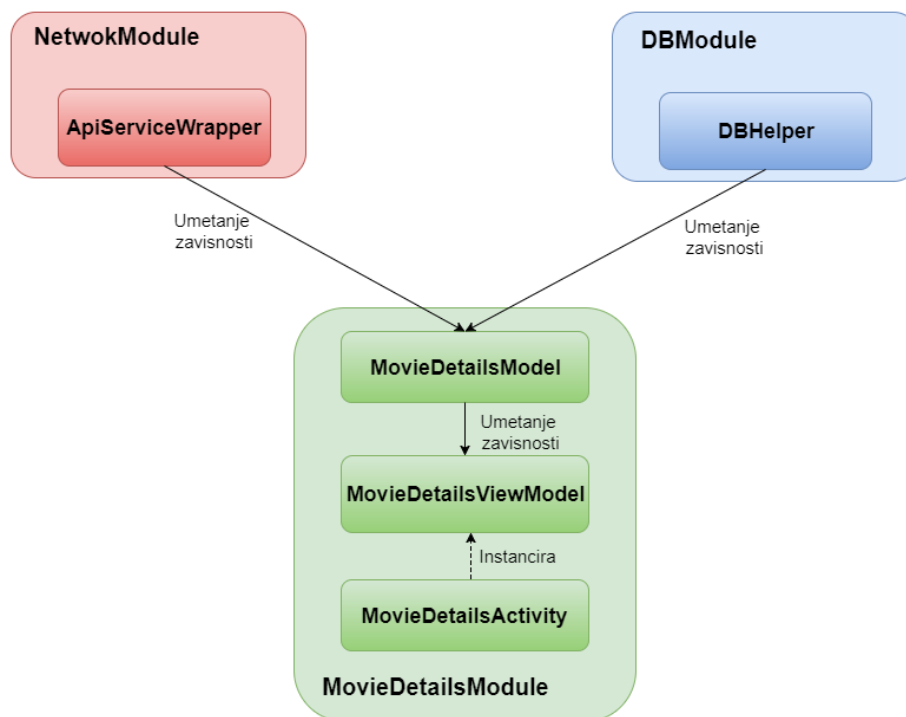 NetwokModule
DBModule
ApiServiceWrapper
DBHelper
Umetanje
zavisnosti
Umetanje
zavisnosti
MovieDetailsModel
Umetanje
zavisnosti
MovieDetailsViewModel
Instancira
MovieDetailsActivity
MovieDetailsModule